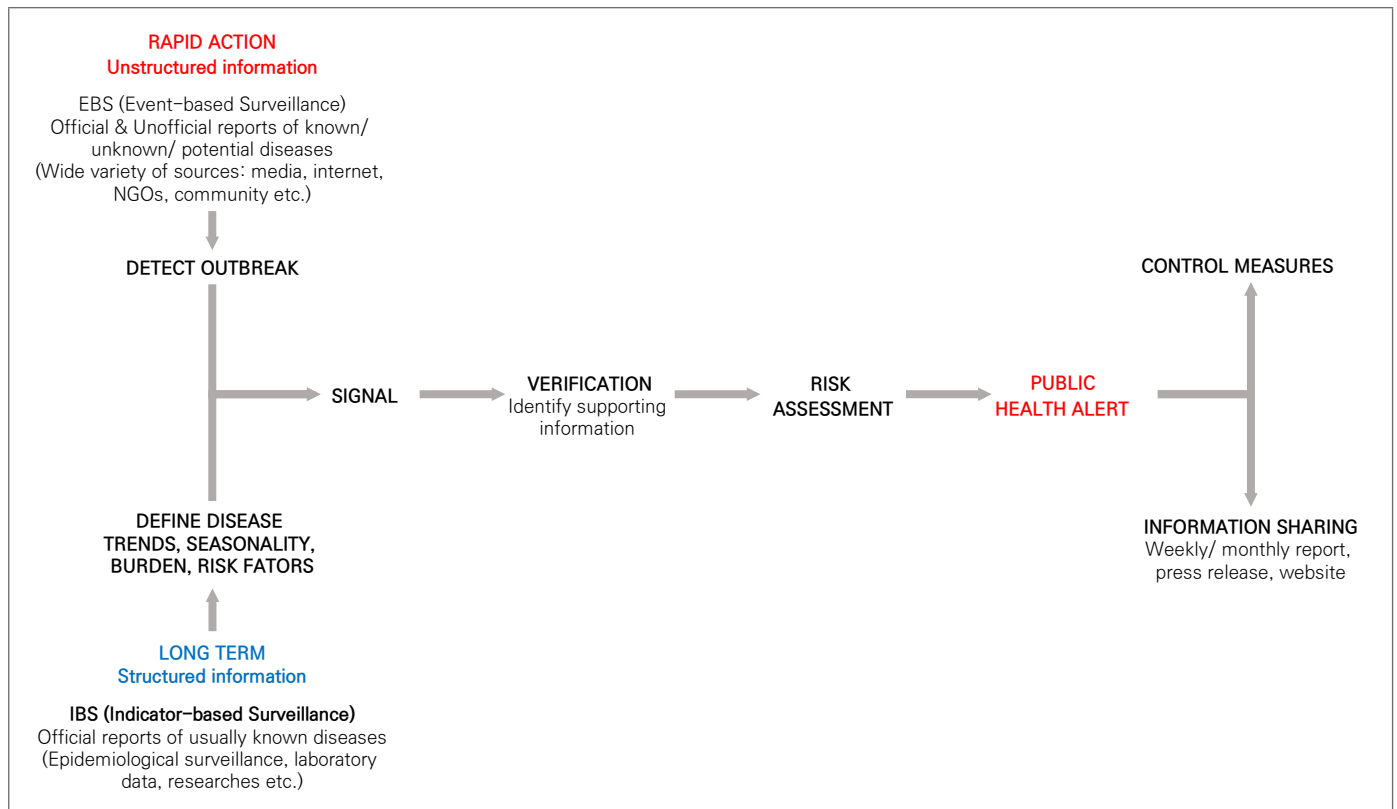 RAPID ACTION
Unstructured information
EBS (Event-based Surveillance)
Official & Unofficial reports of known/
unknown/ potential diseases
(Wide variety of sources: media, internet,
NGOs, community etc.)
DETECT OUTBREAK
SIGNAL
VERIFICATION
Identify supporting
information
RISK
ASSESSMENT
PUBLIC
HEALTH ALERT
CONTROL MEASURES
INFORMATION SHARING
Weekly/ monthly report,
press release, website
DEFINE DISEASE
TRENDS, SEASONALITY,
BURDEN, RISK FATORS
LONG TERM
Structured information
IBS (Indicator-based Surveillance)
Official reports of usually known diseases
(Epidemiological surveillance, laboratory
data, researches etc.)